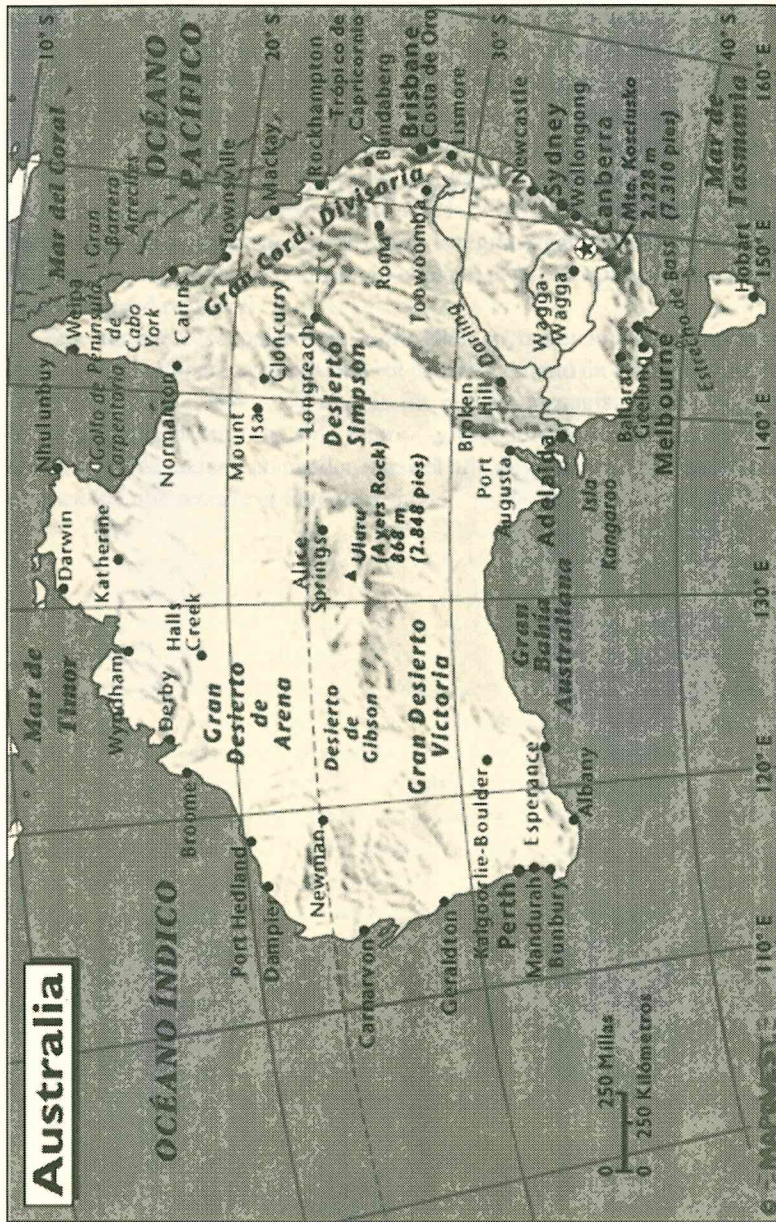 Australia
Mar de
Timor
Mar del Coral
10° S
OCÉANO ÍNDICO
OCÉANO
PACÍFICO
Darwin
Nhulunbuy
Weipa
Gran
Barrera
Arrecifes
Katherine
Golfo de
Carpentoria
Península
de
Cabo
York
Wyndham
Halls
Creek
Derby
Broome
Normanton
Cairns
Townsville
20° S
Port Hedland
Dampie
Gran
Desierto
de
Arena
Mount
Isa
Cloncurry
Mackay
Gran Cord. Divisaria
Newman
Alice
Springs
Longreach
Rockhampton
Trópico de
Capricornio
Desierto
de
Gibson
Uluru
(Ayers Rock)
868 m
(2.848 pies)
Desierto
Simpson
Carnarvon
Roma
Bundaberg
Brisbane
Costa de Oro
Toowoomba
Lismore
Gran Desierto
Victoria
Geraldton
Kalgoorlie-Boulder
30° S
Perth
Mandurah
Bunbury
Esperance
Albany
Gran
Bahía
Australiana
Port
Augusta
Broken
Hill
Darling
Newcastle
Sydney
Wollongong
Canberra
Adelaida
Isla
Kangaroo
Wagga-
Wagga
Mte. Kosciusko
2.228 m
(7.310 pies)
Ballarat
Geelong
Melbourne
Estrecho de Bass
Mar de
Tasmania
Hobart
40° S
0 250 Millas
0 250 Kilómetros
110° E
120° E
130° E
140° E
150° E
160° E